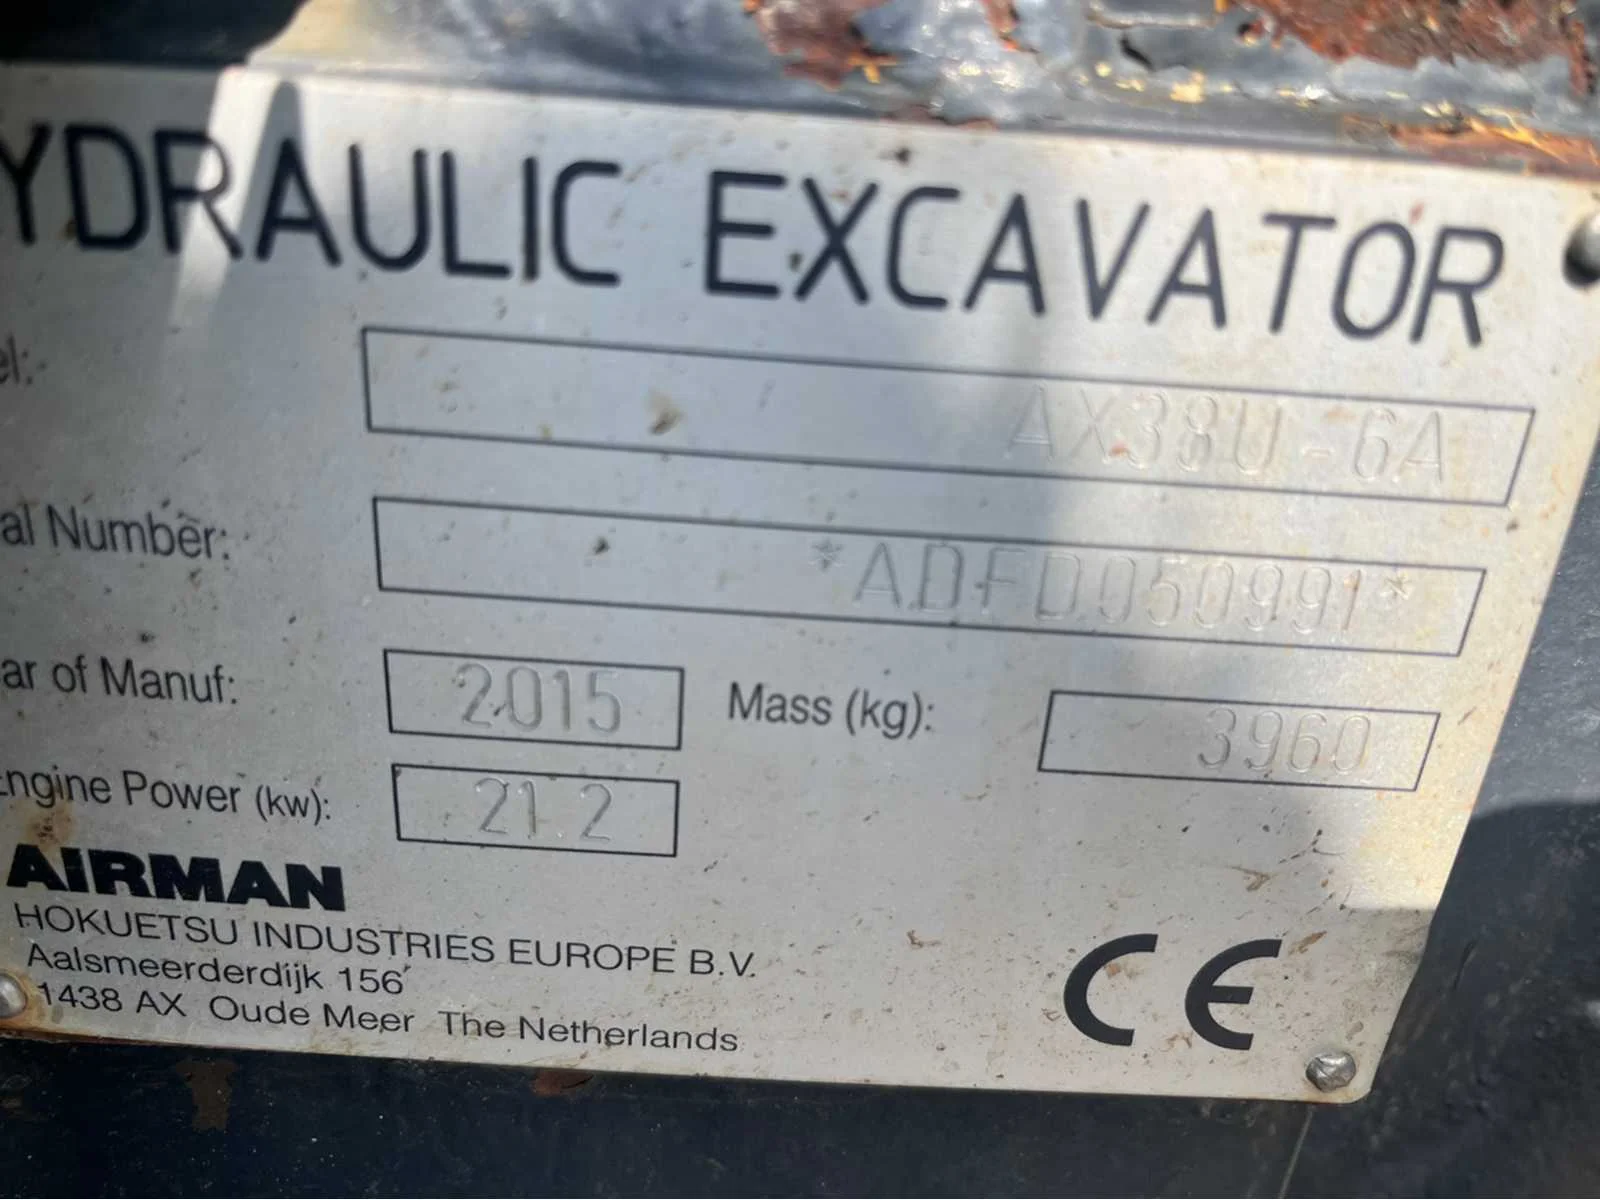 YDRAULIC EXCAVATOR
el: AX38U-6A
al Number: *ADFD050991*
ar of Manuf: 2015 Mass (kg): 3960
Engine Power (kw): 21.2
AIRMAN
HOKUETSU INDUSTRIES EUROPE B.V.
Aalsmeerderdijk 156
1438 AX Oude Meer The Netherlands
CE